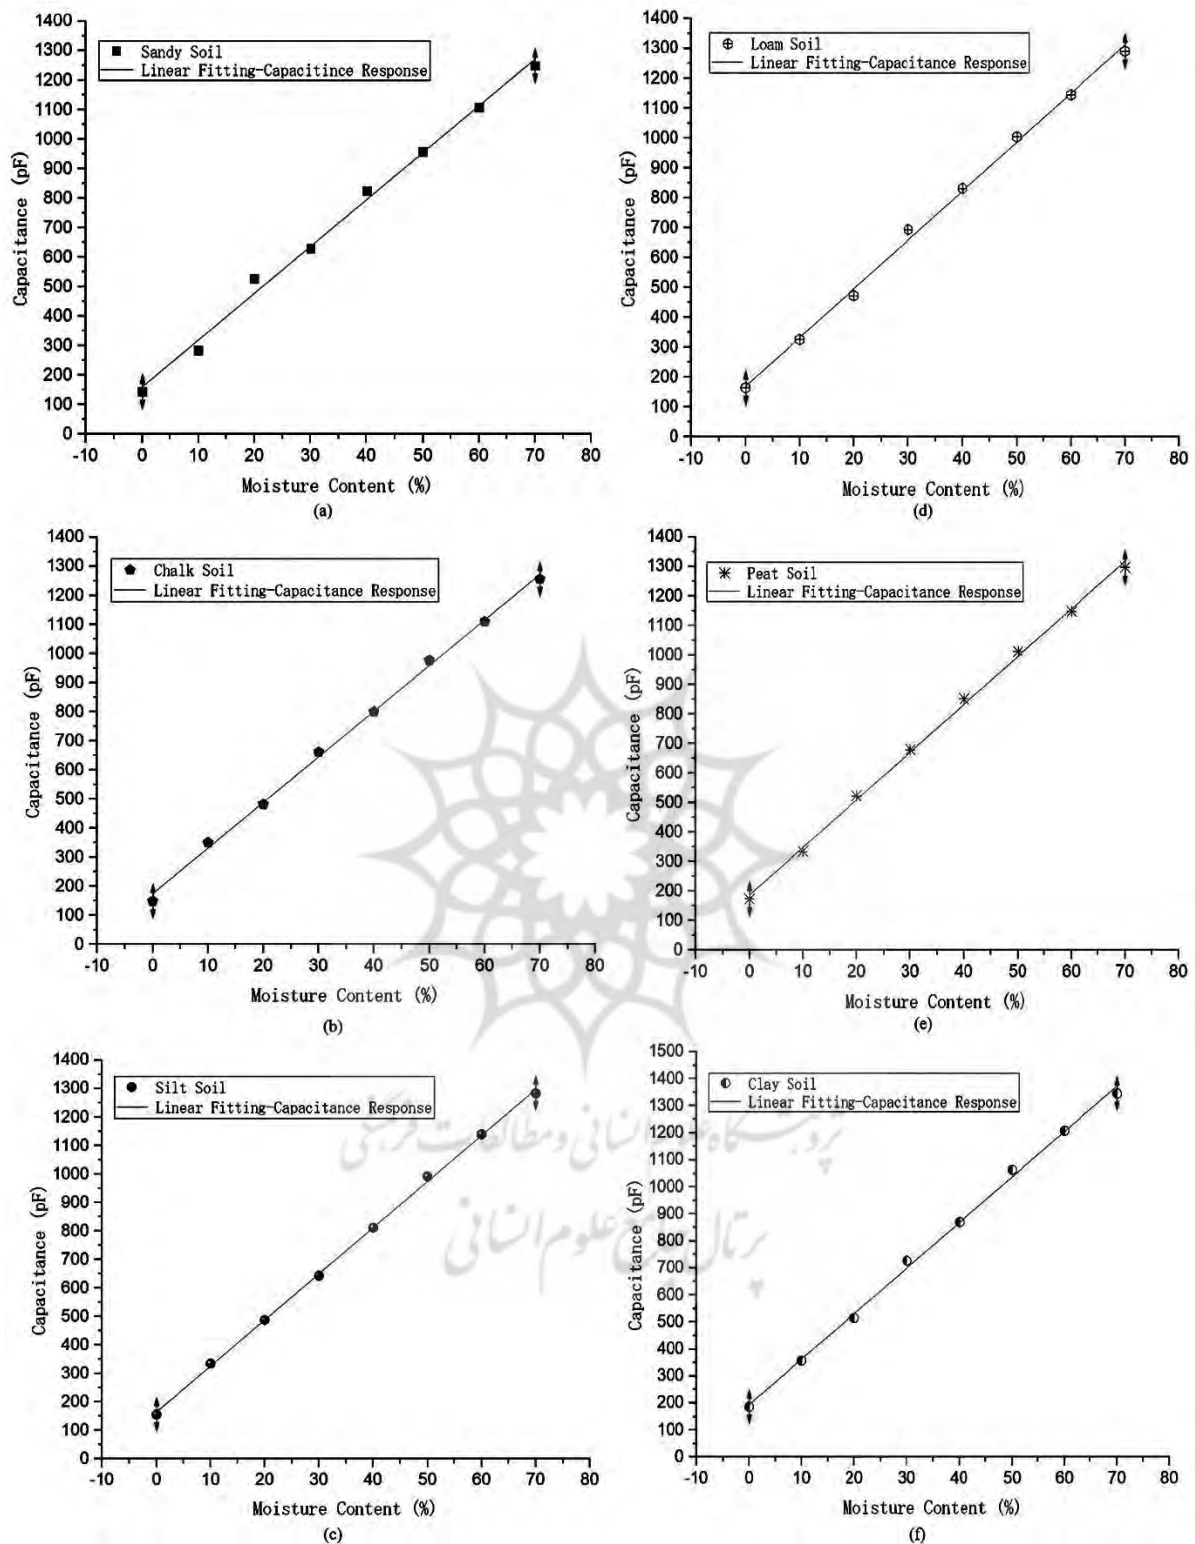 1400
1300
1200
1100
1000
900
800
700
600
500
400
300
200
100
0
Capacitance (pF)
Sandy Soil
Linear Fitting-Capacitince Response
-10 0 10 20 30 40 50 60 70 80
Moisture Content (%)
(a)
1400
1300
1200
1100
1000
900
800
700
600
500
400
300
200
100
0
Capacitance (pF)
Loam Soil
Linear Fitting-Capacitance Response
-10 0 10 20 30 40 50 60 70 80
Moisture Content (%)
(d)
1400
1300
1200
1100
1000
900
800
700
600
500
400
300
200
100
0
Capacitance (pF)
Chalk Soil
Linear Fitting-Capacitance Response
-10 0 10 20 30 40 50 60 70 80
Moisture Content (%)
(b)
1400
1300
1200
1100
1000
900
800
700
600
500
400
300
200
100
0
Capacitance (pF)
Peat Soil
Linear Fitting-Capacitance Response
-10 0 10 20 30 40 50 60 70 80
Moisture Content (%)
(e)
1400
1300
1200
1100
1000
900
800
700
600
500
400
300
200
100
0
Capacitance (pF)
Silt Soil
Linear Fitting-Capacitance Response
-10 0 10 20 30 40 50 60 70 80
Moisture Content (%)
(c)
1500
1400
1300
1200
1100
1000
900
800
700
600
500
400
300
200
100
0
Capacitance (pF)
Clay Soil
Linear Fitting-Capacitance Response
-10 0 10 20 30 40 50 60 70 80
Moisture Content (%)
(f)
پژوهشگاه علوم انسانی و مطالعات فرهنگی
پرتال جامع علوم انسانی